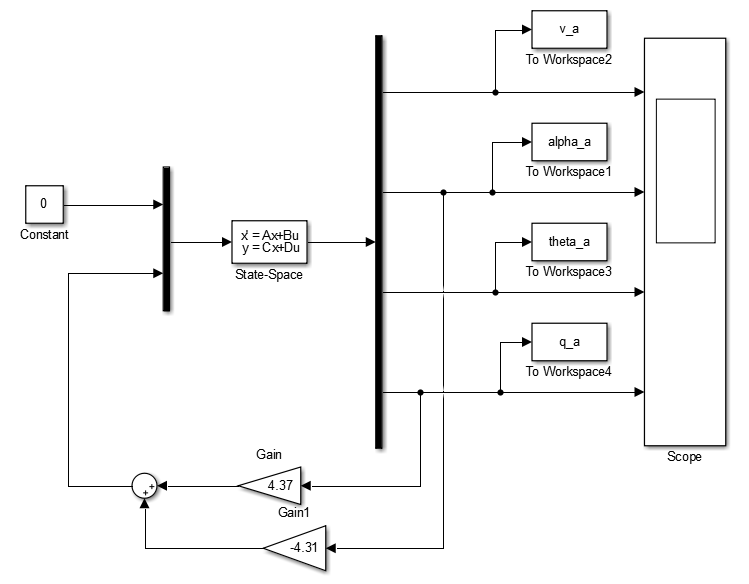 v_a
To Workspace2
alpha_a
To Workspace1
0
Constant
x' = Ax+Bu
y = Cx+Du
State-Space
theta_a
To Workspace3
q_a
To Workspace4
Scope
Gain
4.37
Gain1
-4.31
+
+